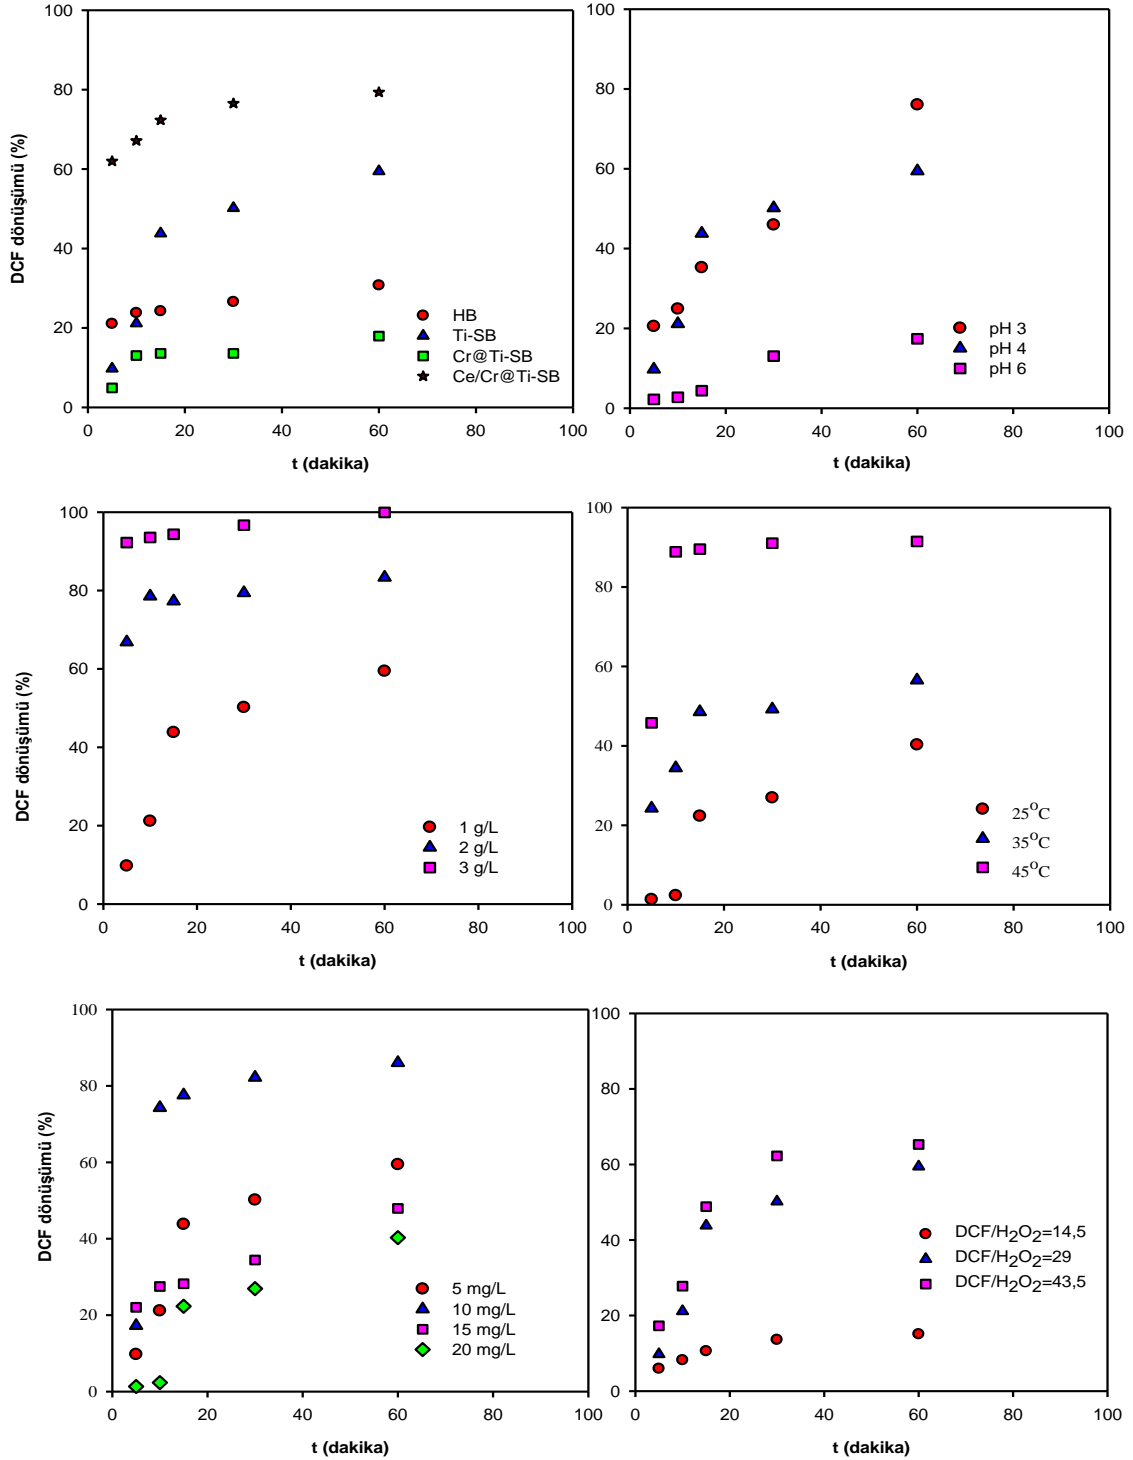 100
80
60
40
20
0
0 20 40 60 80 100
DCF dönüşümü (%)
t (dakika)
HB
Ti-SB
Cr@Ti-SB
Ce/Cr@Ti-SB
100
80
60
40
20
0
0 20 40 60 80 100
t (dakika)
pH 3
pH 4
pH 6
100
80
60
40
20
0
0 20 40 60 80 100
DCF dönüşümü (%)
t (dakika)
1 g/L
2 g/L
3 g/L
100
80
60
40
20
0
0 20 40 60 80 100
t (dakika)
25°C
35°C
45°C
100
80
60
40
20
0
0 20 40 60 80 100
DCF dönüşümü (%)
t (dakika)
5 mg/L
10 mg/L
15 mg/L
20 mg/L
100
80
60
40
20
0
0 20 40 60 80 100
t (dakika)
DCF/H₂O₂=14,5
DCF/H₂O₂=29
DCF/H₂O₂=43,5